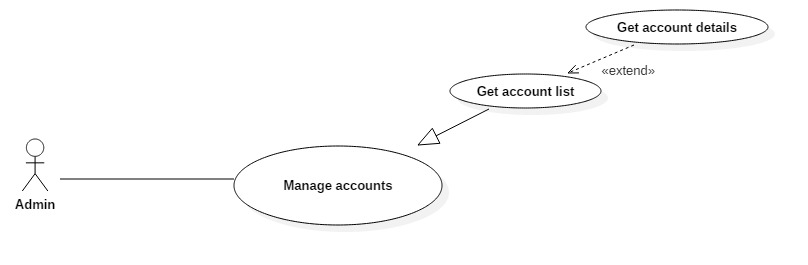 Get account details
«extend»
Get account list
Manage accounts
Admin